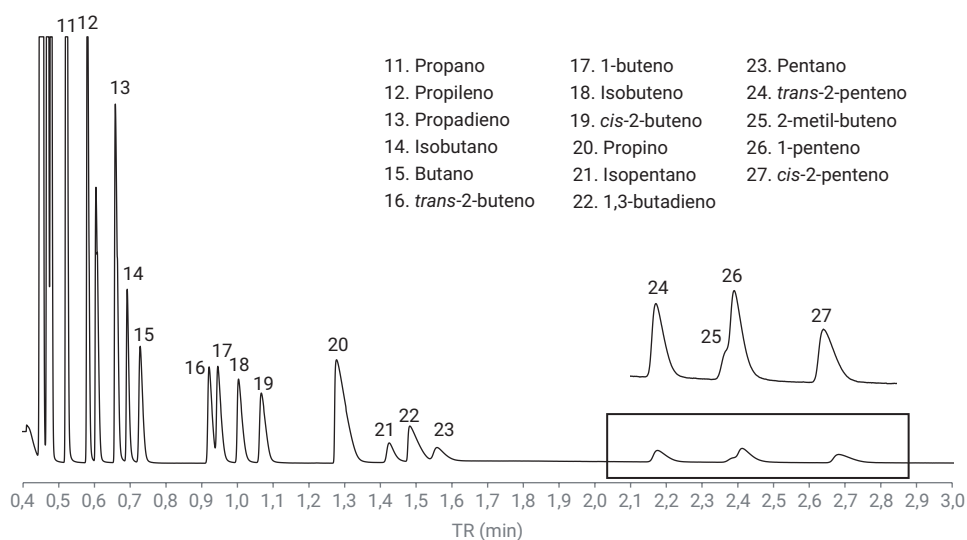 11 12
13
14
15
16
17
18
19
20
21
22
23
11. Propano
12. Propileno
13. Propadieno
14. Isobutano
15. Butano
16. trans-2-buteno
17. 1-buteno
18. Isobuteno
19. cis-2-buteno
20. Propino
21. Isopentano
22. 1,3-butadieno
23. Pentano
24. trans-2-penteno
25. 2-metil-buteno
26. 1-penteno
27. cis-2-penteno
24
25
26
27
0,4 0,5 0,6 0,7 0,8 0,9 1,0 1,1 1,2 1,3 1,4 1,5 1,6 1,7 1,8 1,9 2,0 2,1 2,2 2,3 2,4 2,5 2,6 2,7 2,8 2,9 3,0
TR (min)